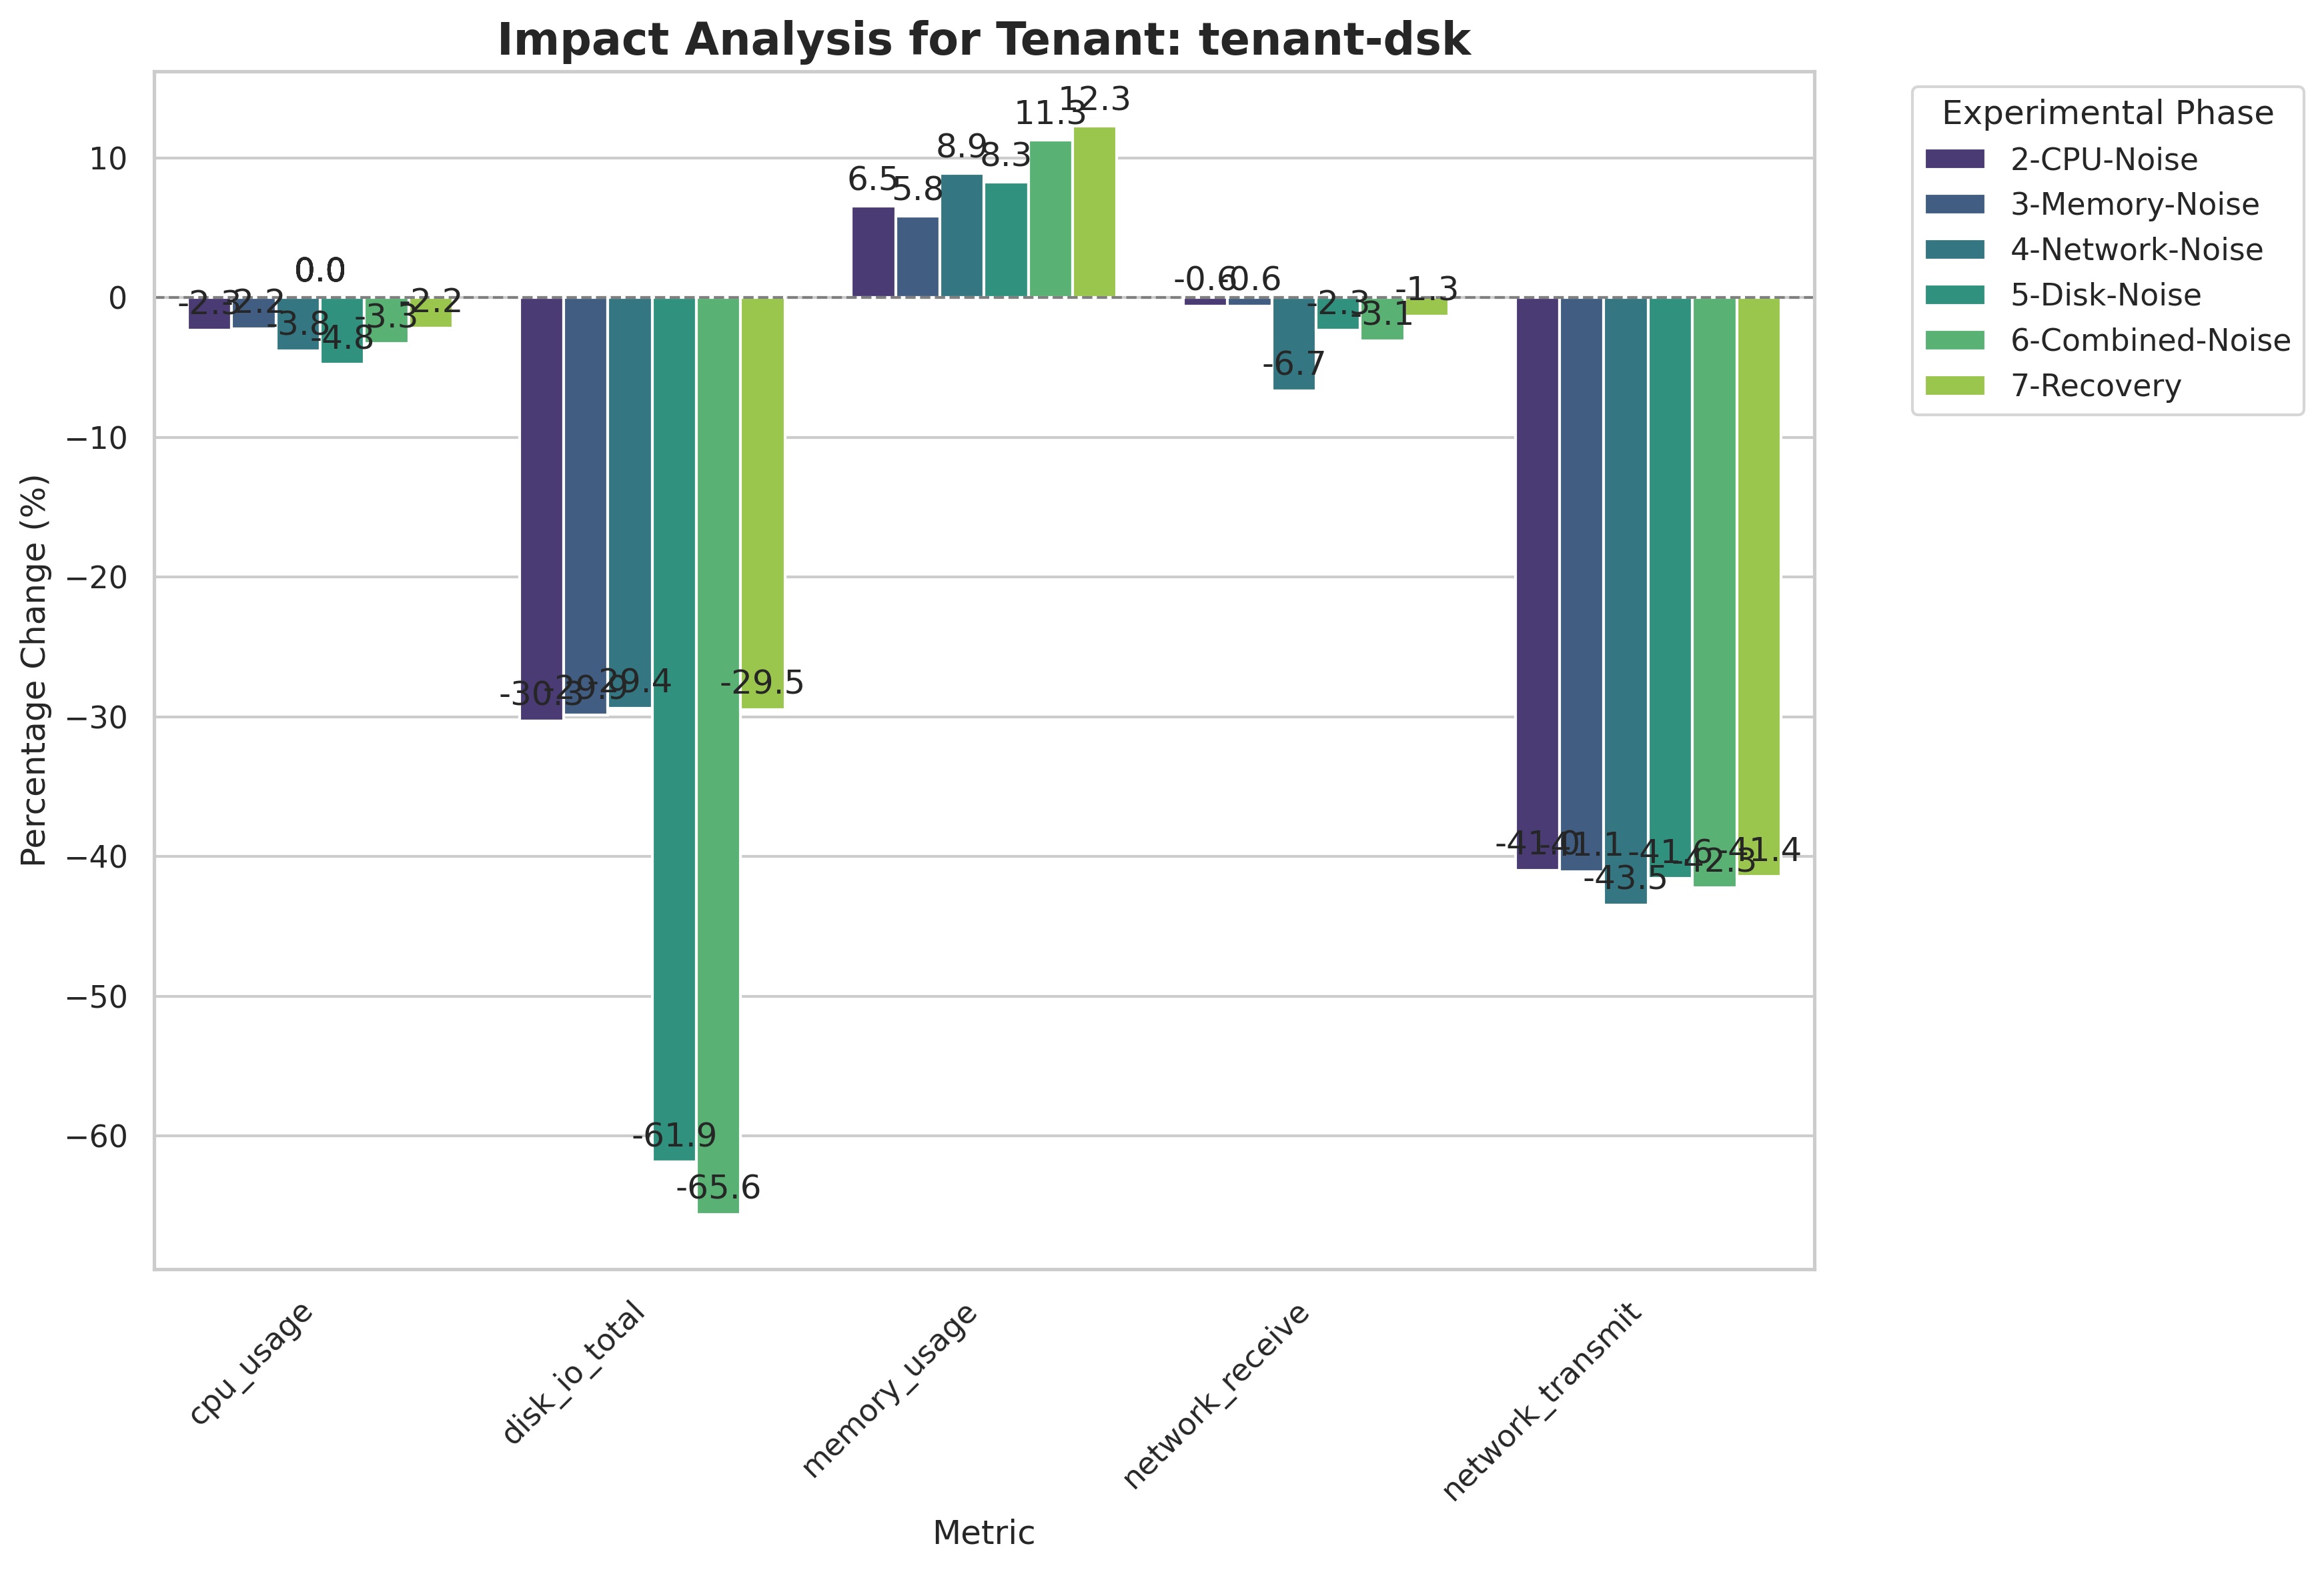 Impact Analysis for Tenant: tenant-dsk
Percentage Change (%)
10
0
−10
−20
−30
−40
−50
−60
0.0
-2.3
-2.2
-3.8
-4.8
-3.3
-2.2
-30.3
-29.9
-29.4
-61.9
-65.6
-29.5
6.5
5.8
8.9
8.3
11.3
12.3
-0.6
-0.6
-6.7
-2.3
-3.1
-1.3
-41.0
-41.1
-43.5
-41.6
-42.3
-41.4
cpu_usage
disk_io_total
memory_usage
network_receive
network_transmit
Metric
Experimental Phase
2-CPU-Noise
3-Memory-Noise
4-Network-Noise
5-Disk-Noise
6-Combined-Noise
7-Recovery